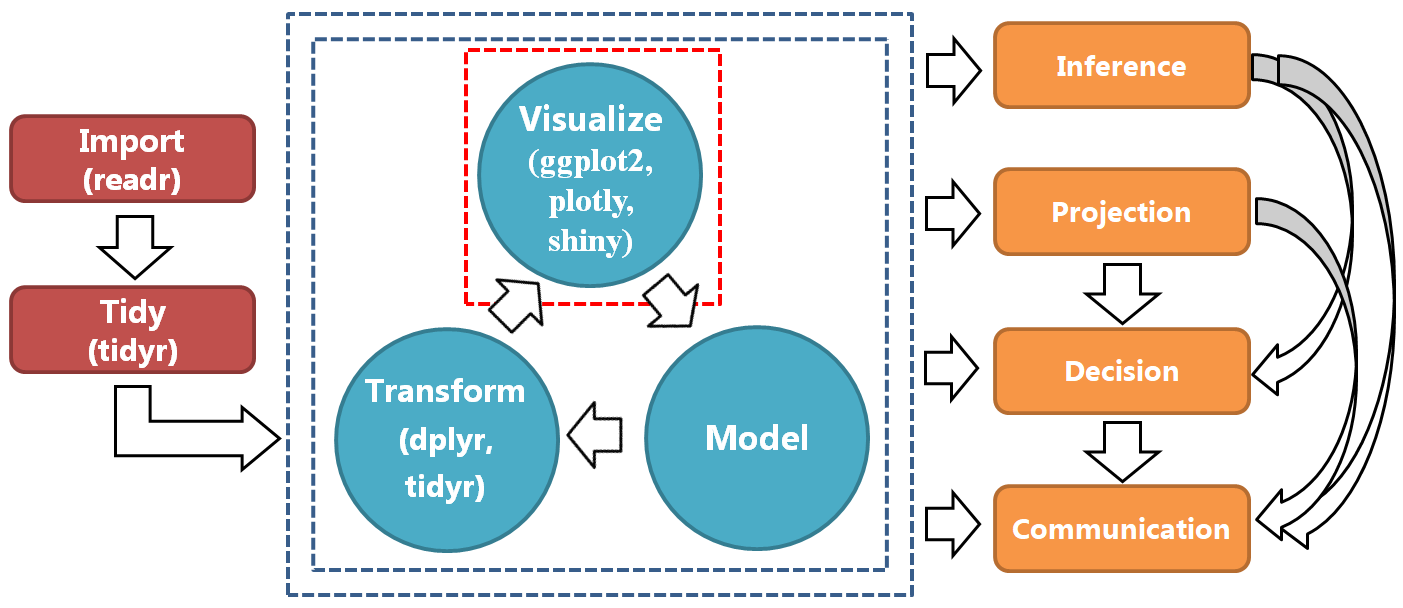 Import
(readr)
Tidy
(tidyr)
Visualize
(ggplot2,
plotly,
shiny)
Transform
(dplyr,
tidyr)
Model
Inference
Projection
Decision
Communication